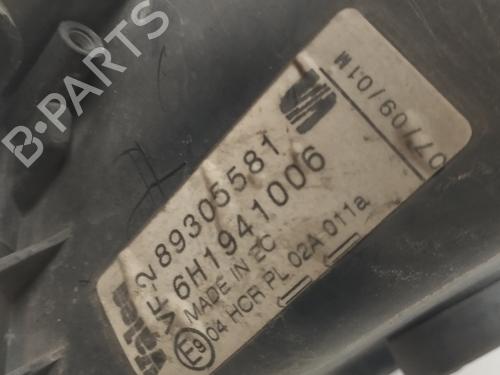 B-PARTS
07/09/01M
VF 2 89305581
6H1941006
MADE IN EC
E9 04 HCR PL 02A 011a